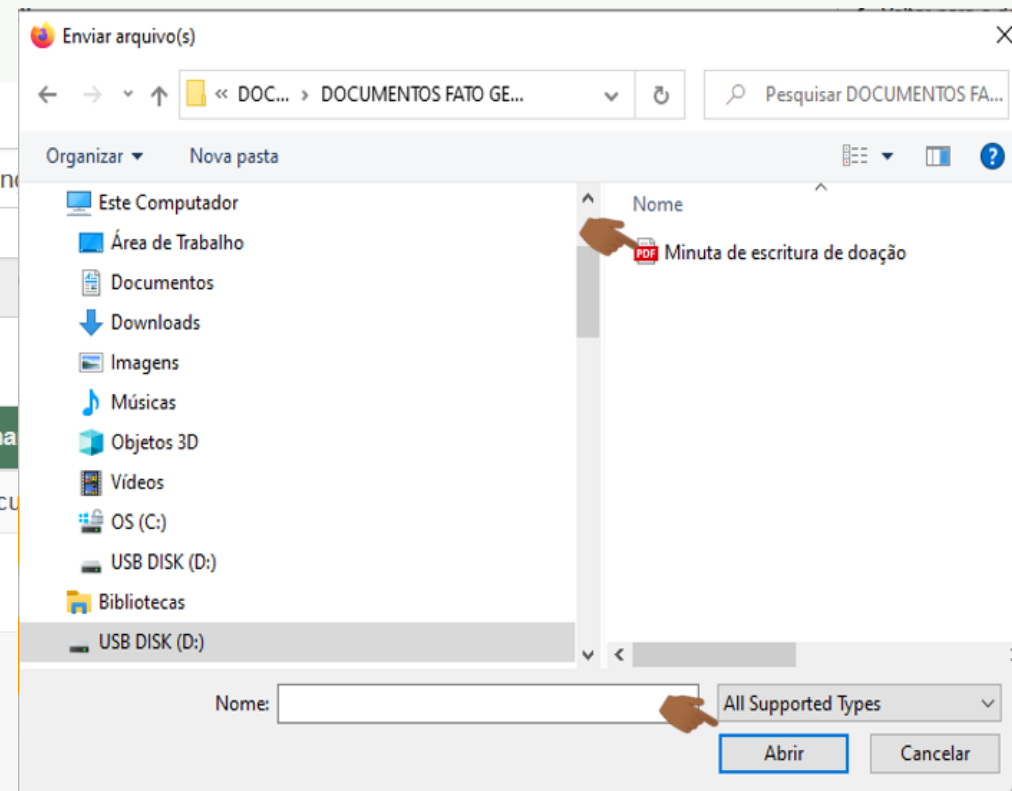 Enviar arquivo(s)
« DOC... › DOCUMENTOS FATO GE...
Pesquisar DOCUMENTOS FA...
Organizar
Nova pasta
Este Computador
Área de Trabalho
Documentos
Downloads
Imagens
Músicas
Objetos 3D
Vídeos
OS (C:)
USB DISK (D:)
Bibliotecas
USB DISK (D:)
Nome
PDF Minuta de escritura de doação
Nome:
All Supported Types
Abrir
Cancelar